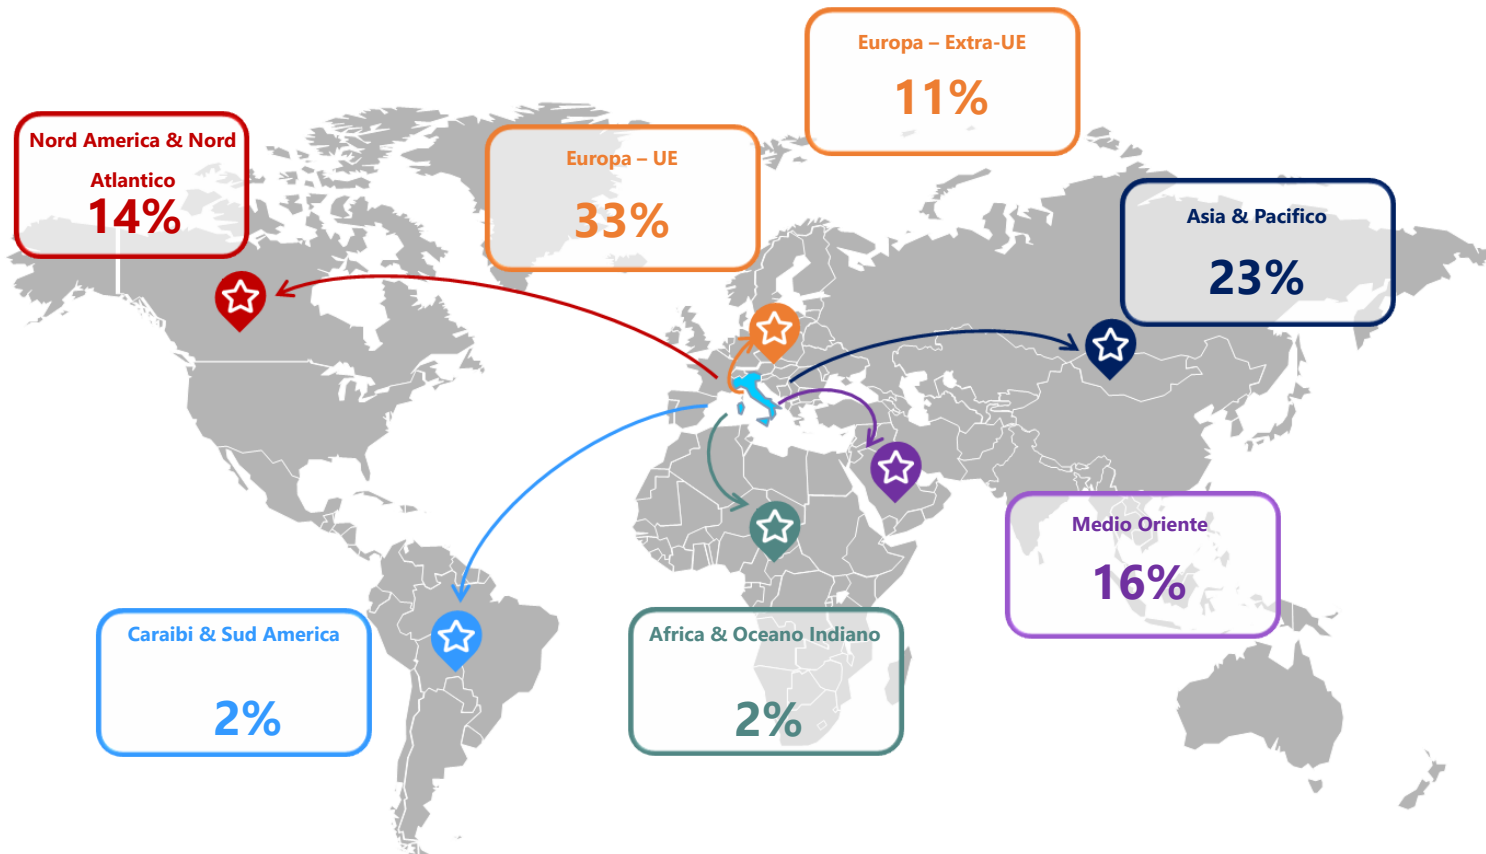 Europa – Extra-UE
11%
Nord America & Nord
Atlantico
14%
Europa – UE
33%
Asia & Pacifico
23%
Medio Oriente
16%
Caraibi & Sud America
2%
Africa & Oceano Indiano
2%